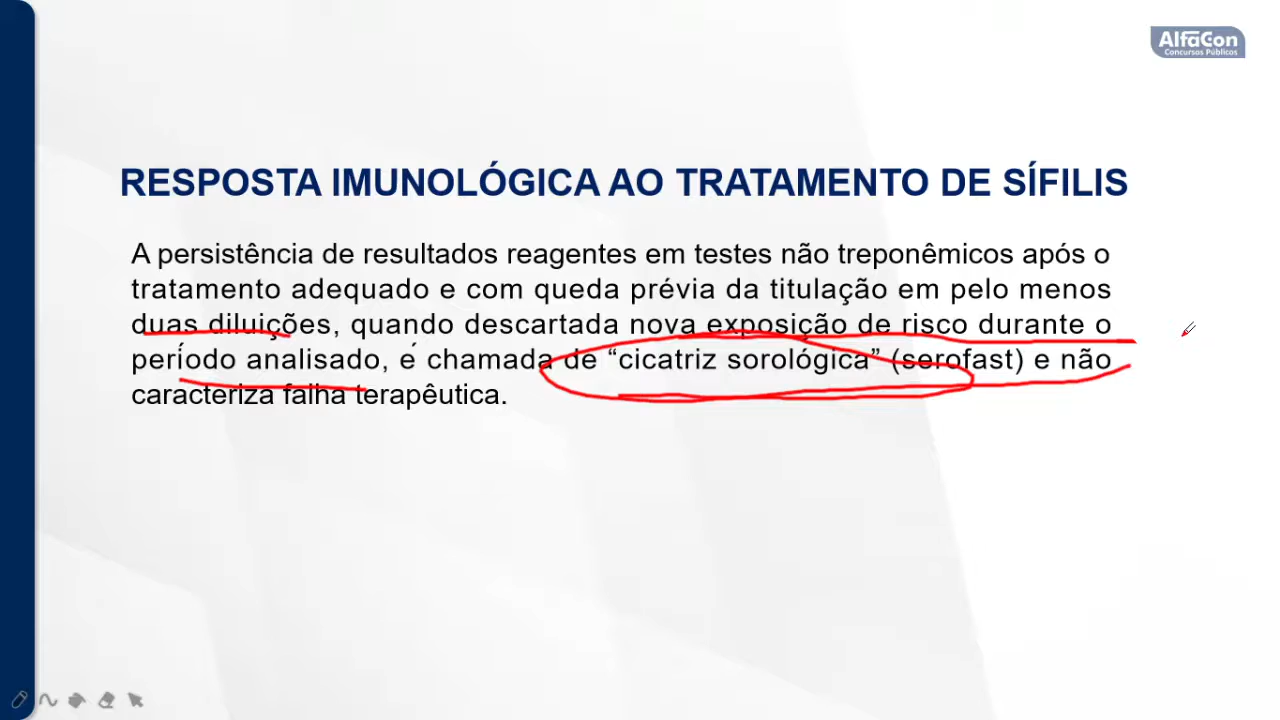 AlfaCon
Concursos Públicos
RESPOSTA IMUNOLÓGICA AO TRATAMENTO DE SÍFILIS
A persistência de resultados reagentes em testes não treponêmicos após o
tratamento adequado e com queda prévia da titulação em pelo menos
duas diluições, quando descartada nova exposição de risco durante o
período analisado, é chamada de “cicatriz sorológica” (serofast) e não
caracteriza falha terapêutica.